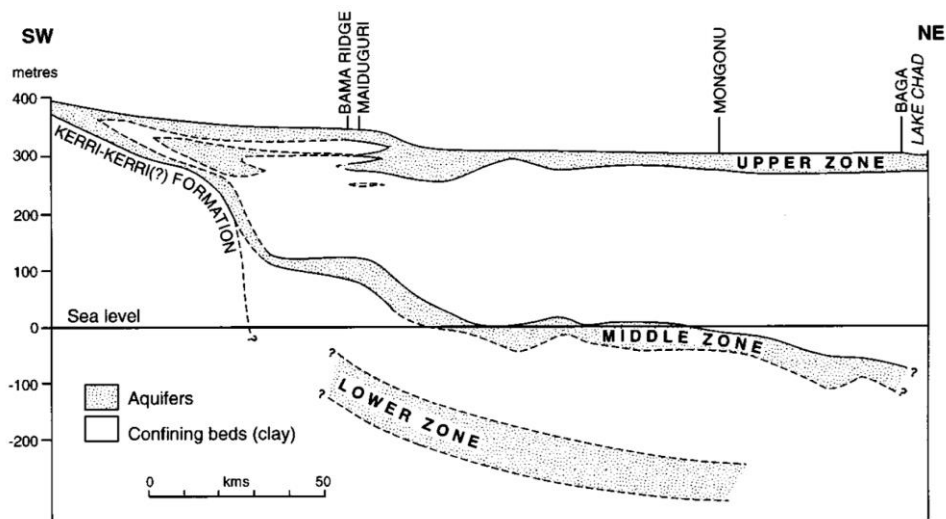 SW
NE
metres
BAMA RIDGE
MAIDUGURI
MONGONU
BAGA
LAKE CHAD
400
300
200
100
0
-100
-200
KERRI-KERRI(?) FORMATION
UPPER ZONE
Sea level
MIDDLE ZONE
LOWER ZONE
?
?
?
?
?
Aquifers
Confining beds (clay)
0 kms 50